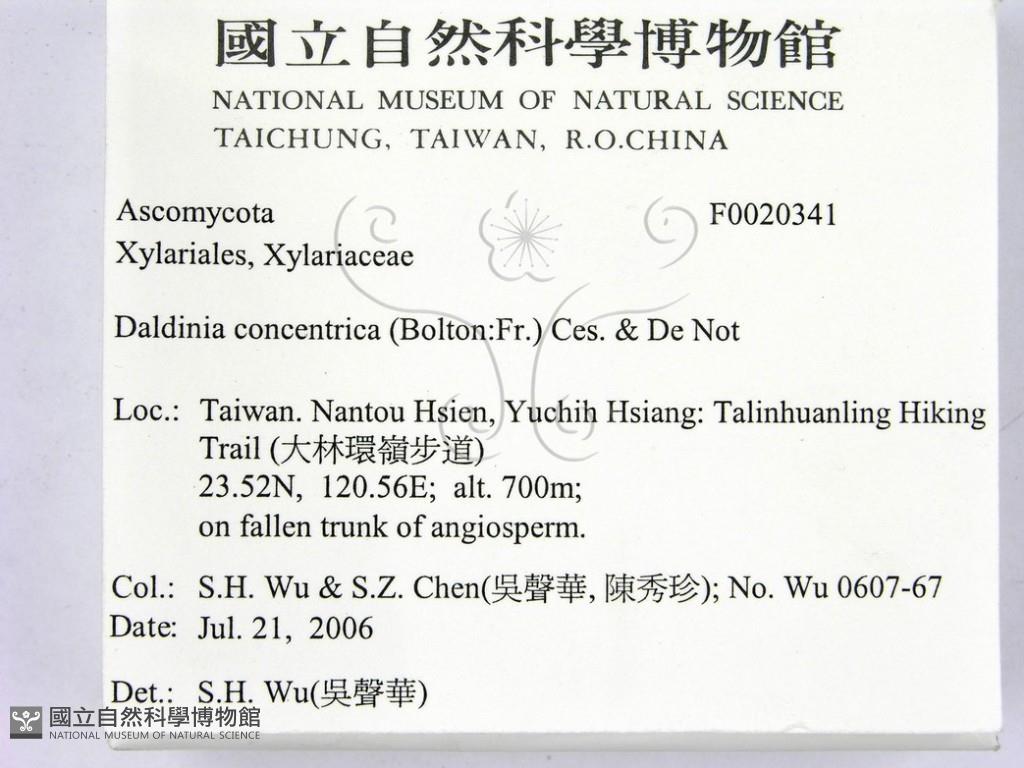 國立自然科學博物館
NATIONAL MUSEUM OF NATURAL SCIENCE
TAICHUNG, TAIWAN, R.O.CHINA
Ascomycota F0020341
Xylariales, Xylariaceae
Daldinia concentrica (Bolton:Fr.) Ces. & De Not
Loc.: Taiwan. Nantou Hsien, Yuchih Hsiang: Talinhuanling Hiking
Trail (大林環嶺步道)
23.52N, 120.56E; alt. 700m;
on fallen trunk of angiosperm.
Col.: S.H. Wu & S.Z. Chen(吳聲華, 陳秀珍); No. Wu 0607-67
Date: Jul. 21, 2006
Det.: S.H. Wu(吳聲華)
國立自然科學博物館
NATIONAL MUSEUM OF NATURAL SCIENCE